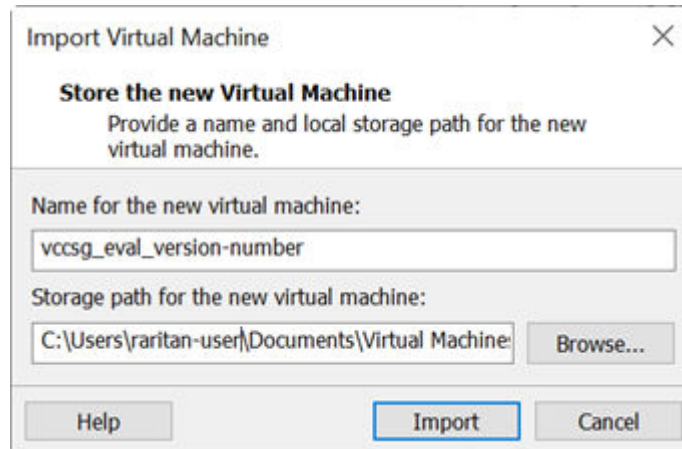 Import Virtual Machine
Store the new Virtual Machine
Provide a name and local storage path for the new
virtual machine.
Name for the new virtual machine:
vccsg_eval_version-number
Storage path for the new virtual machine:
C:\Users\raritan-user\Documents\Virtual Machine
Browse...
Help
Import
Cancel